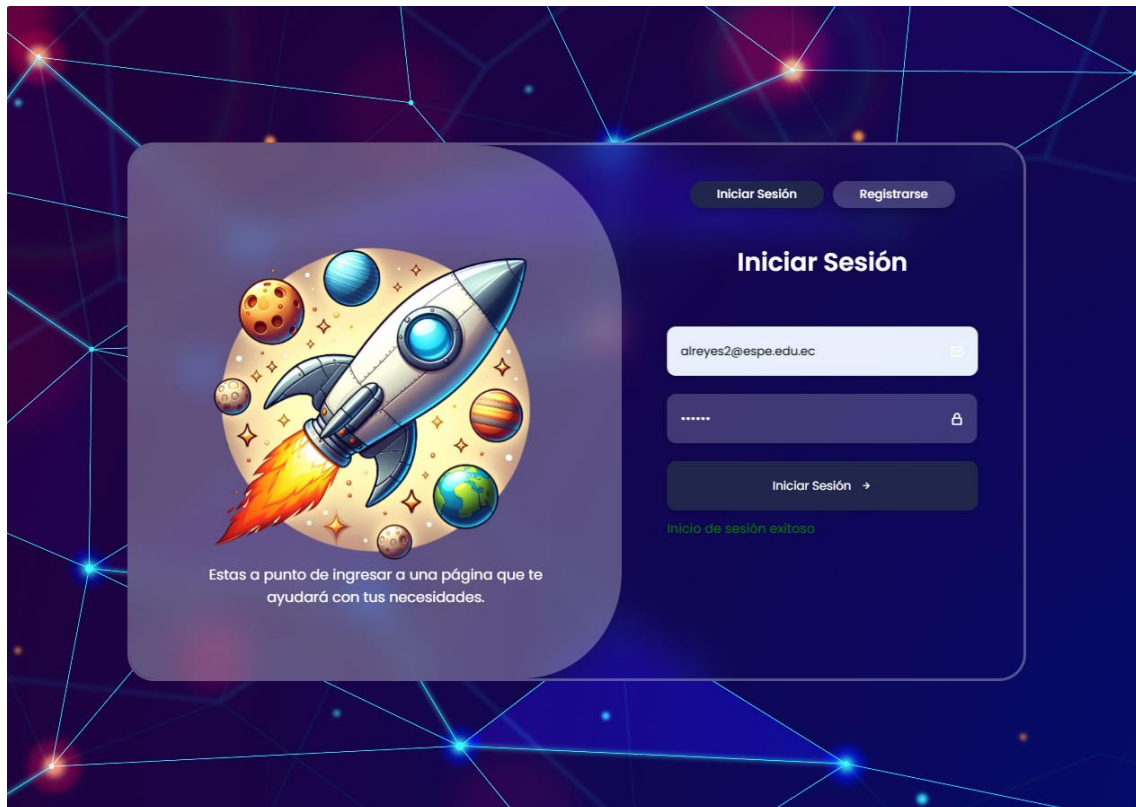 Iniciar Sesión
Registrarse
Iniciar Sesión
alreyes2@espe.edu.ec
••••••
Iniciar Sesión →
Inicio de sesión exitoso
Estas a punto de ingresar a una página que te
ayudará con tus necesidades.